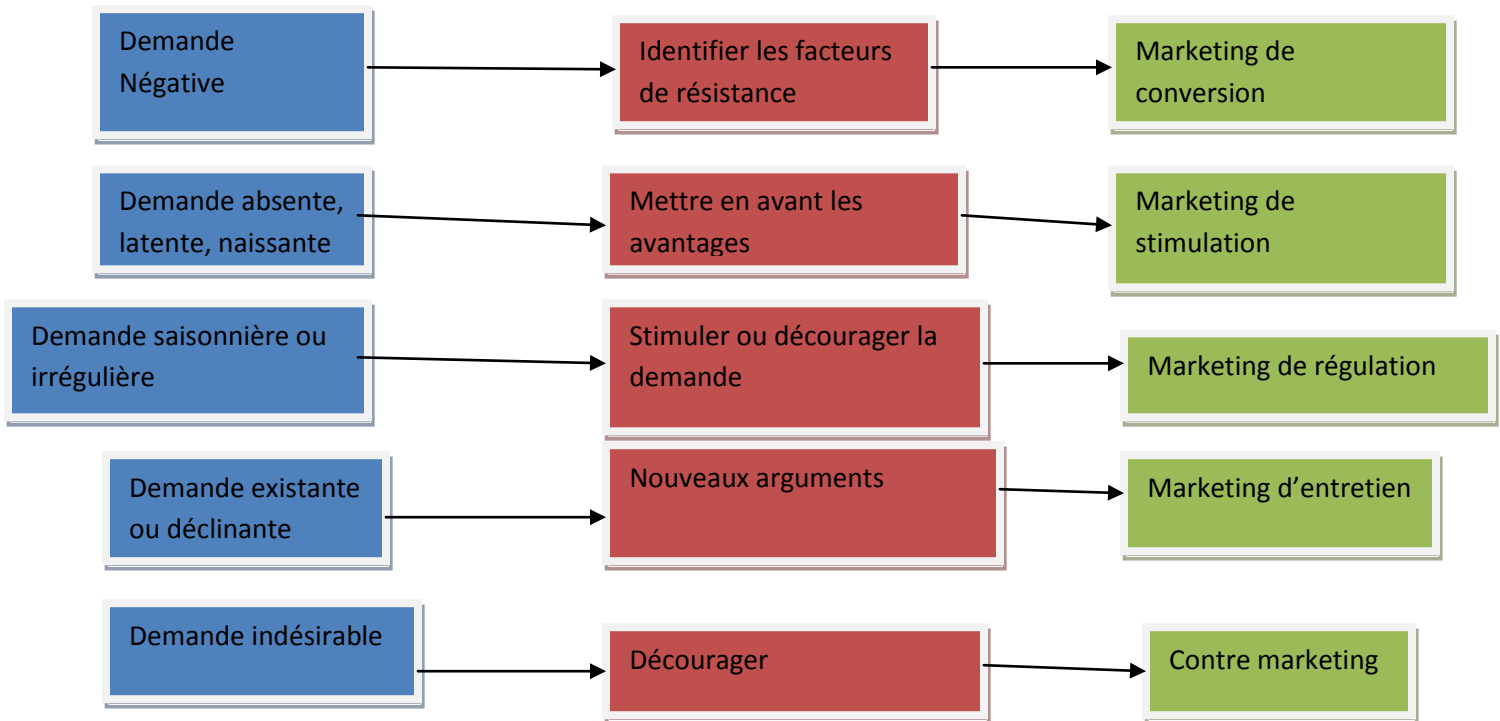 Demande
Négative
Identifier les facteurs
de résistance
Marketing de
conversion
Demande absente,
latente, naissante
Mettre en avant les
avantages
Marketing de
stimulation
Demande saisonnière ou
irrégulière
Stimuler ou décourager la
demande
Marketing de régulation
Demande existante
ou déclinante
Nouveaux arguments
Marketing d’entretien
Demande indésirable
Décourager
Contre marketing